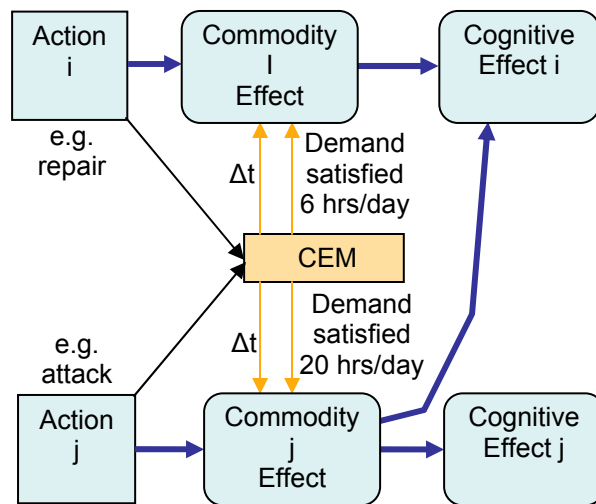 Action
i
Commodity
I
Effect
Cognitive
Effect i
e.g.
repair
Δt
Demand
satisfied
6 hrs/day
CEM
Δt
Demand
satisfied
20 hrs/day
e.g.
attack
Action
j
Commodity
j
Effect
Cognitive
Effect j